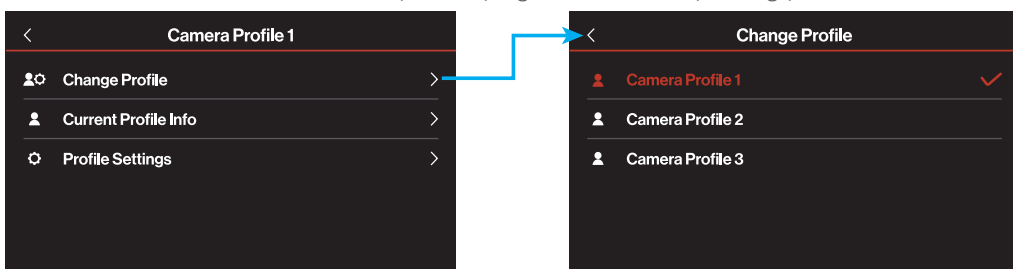 Camera Profile 1
Change Profile
Current Profile Info
Profile Settings
Change Profile
Camera Profile 1
Camera Profile 2
Camera Profile 3